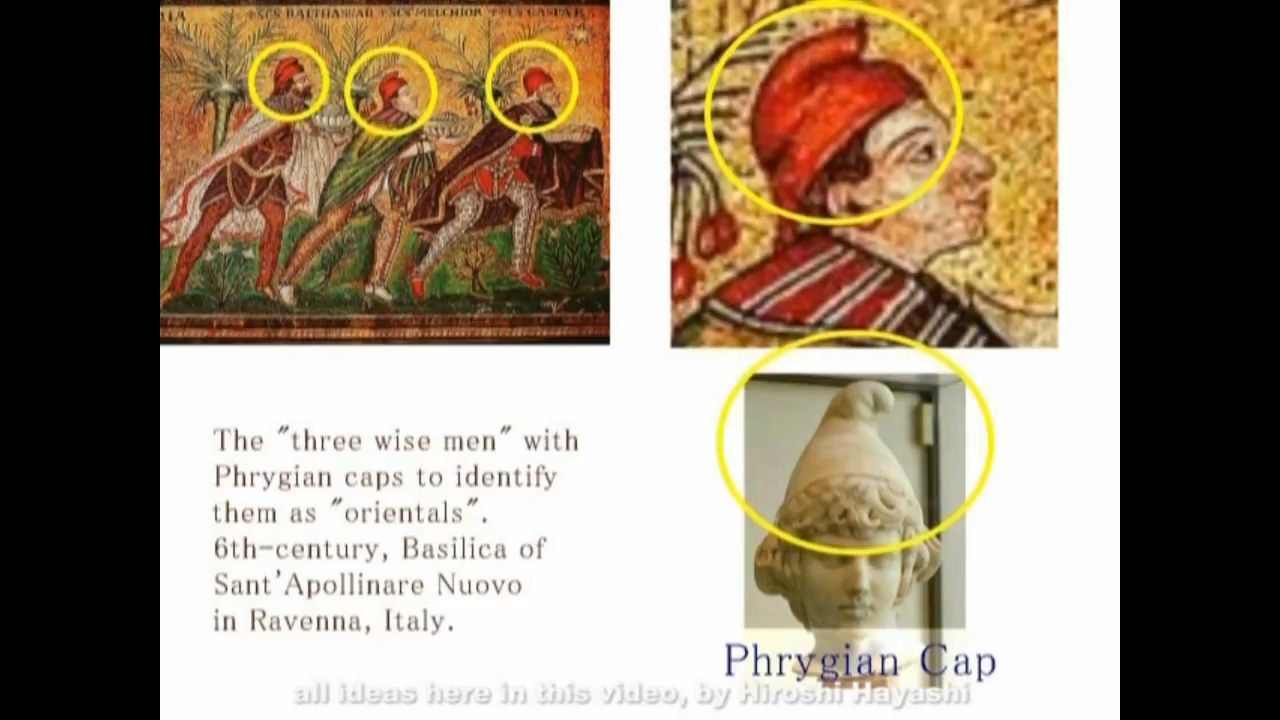 +SCS BALTHASSAR +SCS MELCHIOR +SCS GASPAR
The "three wise men" with
Phrygian caps to identify
them as "orientals".
6th-century, Basilica of
Sant'Apollinare Nuovo
in Ravenna, Italy.
Phrygian Cap
all ideas here in this video, by Hiroshi Hayashi